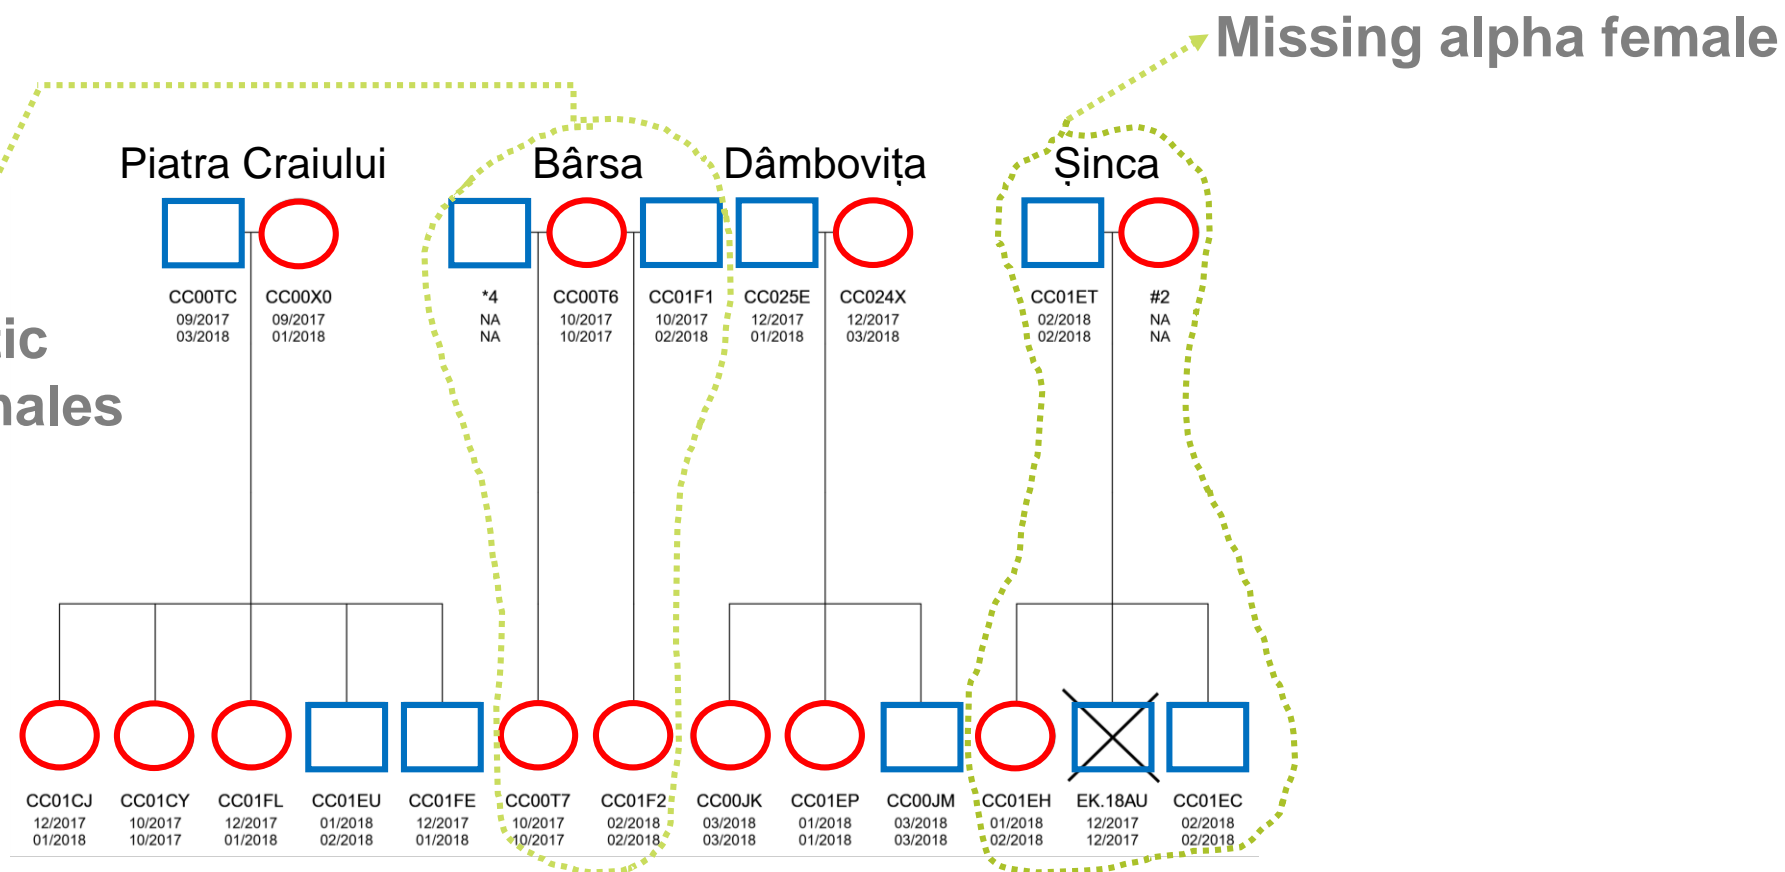 Missing alpha female
Piatra Craiului Bârsa Dâmbovița Șinca
CC00TC CC00X0 *4 CC00T6 CC01F1 CC025E CC024X CC01ET #2
09/2017 09/2017 NA 10/2017 10/2017 12/2017 12/2017 02/2018 NA
03/2018 01/2018 NA 10/2017 02/2018 01/2018 03/2018 02/2018 NA
tic
nales
CC01CJ CC01CY CC01FL CC01EU CC01FE CC00T7 CC01F2 CC00JK CC01EP CC00JM CC01EH EK.18AU CC01EC
12/2017 10/2017 12/2017 01/2018 12/2017 10/2017 02/2018 03/2018 01/2018 03/2018 01/2018 12/2017 02/2018
01/2018 10/2017 01/2018 02/2018 01/2018 10/2017 02/2018 03/2018 01/2018 03/2018 02/2018 12/2017 02/2018